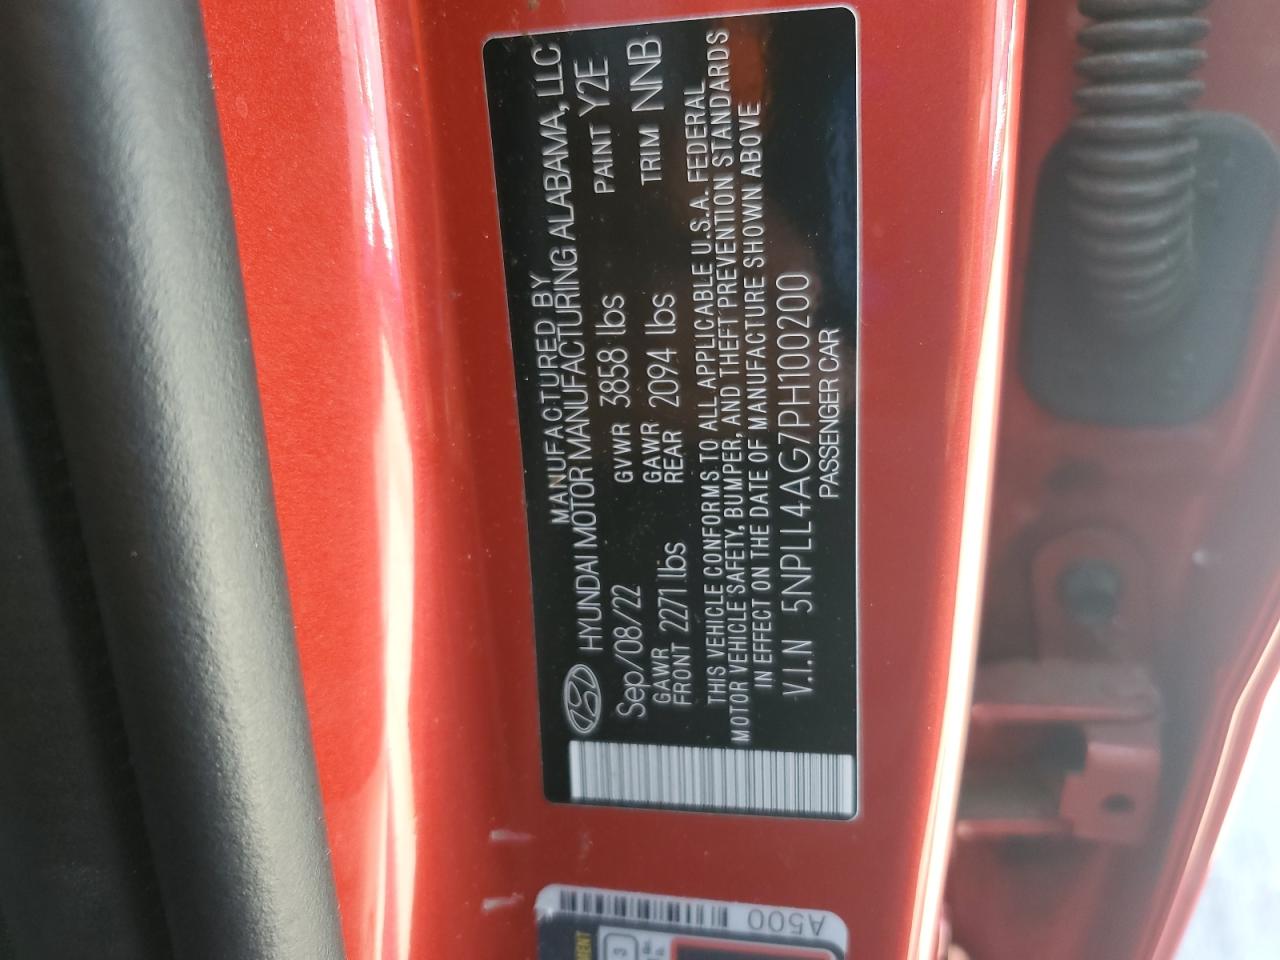 MANUFACTURED BY
HYUNDAI MOTOR MANUFACTURING ALABAMA, LLC
Sep/08/22 GVWR 3858 lbs PAINT Y2E
GAWR FRONT 2271 lbs GAWR REAR 2094 lbs TRIM NNB
THIS VEHICLE CONFORMS TO ALL APPLICABLE U.S.A. FEDERAL
MOTOR VEHICLE SAFETY, BUMPER, AND THEFT PREVENTION STANDARDS
IN EFFECT ON THE DATE OF MANUFACTURE SHOWN ABOVE
V.I.N 5NPLL4AG7PH100200
PASSENGER CAR
A500
3